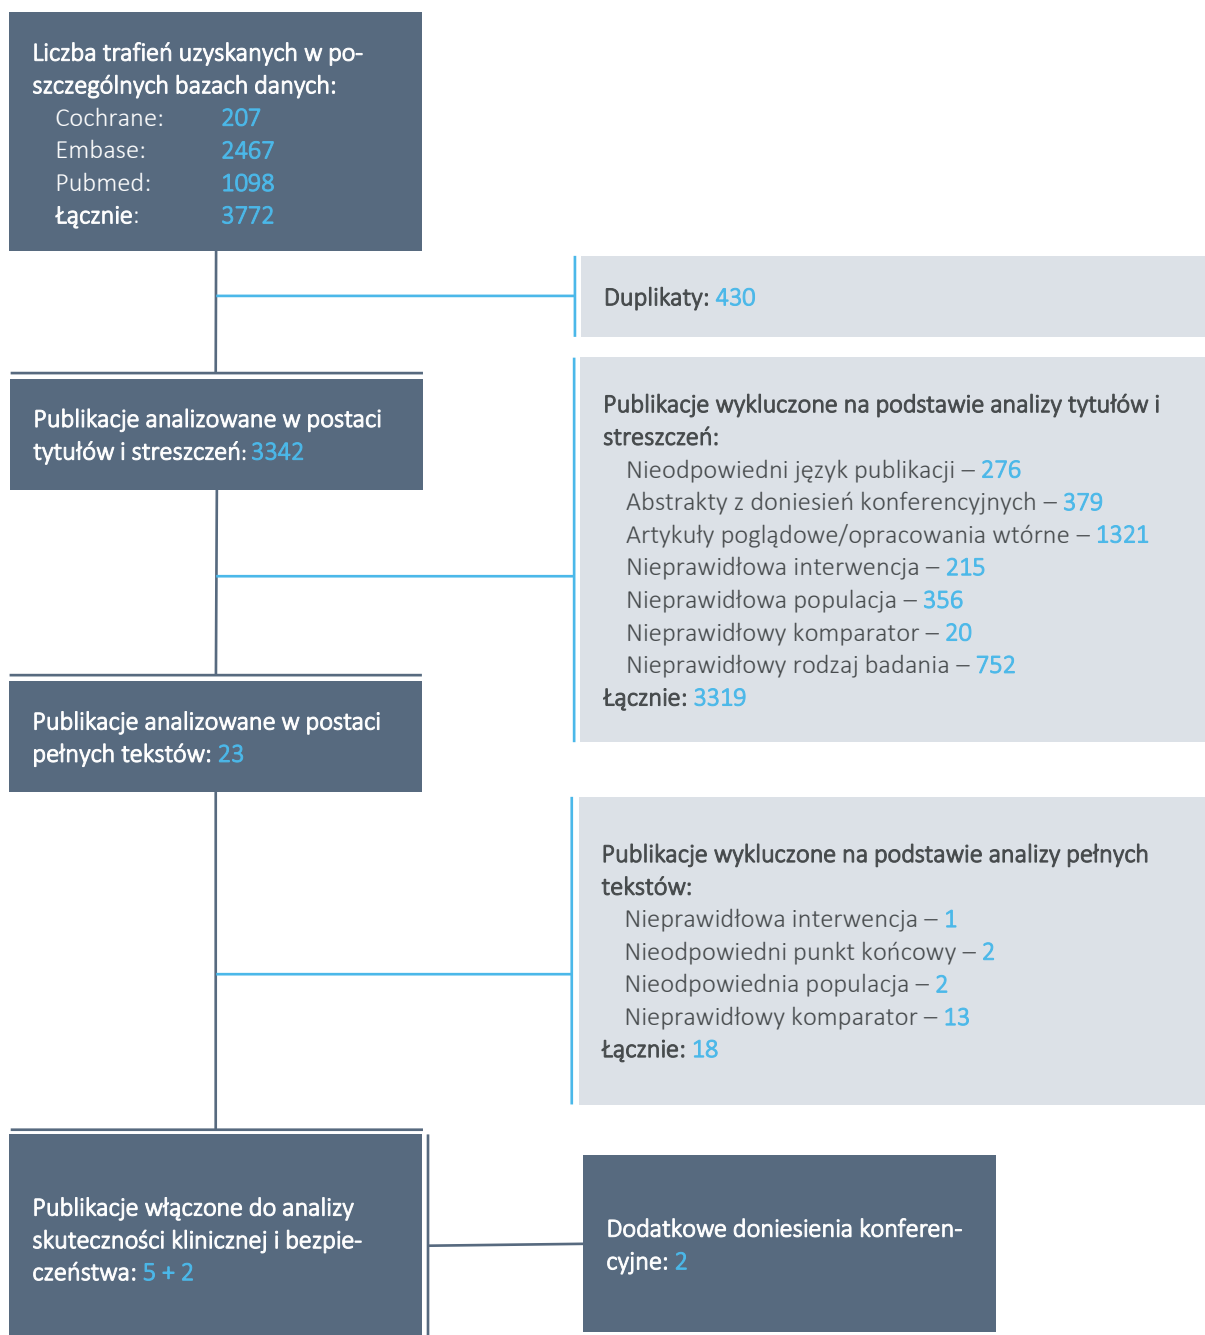 Liczba trafień uzyskanych w po-
szczególnych bazach danych:
Cochrane: 207
Embase: 2467
Pubmed: 1098
Łącznie: 3772
Duplikaty: 430
Publikacje analizowane w postaci
tytułów i streszczeń: 3342
Publikacje wykluczone na podstawie analizy tytułów i
streszczeń:
Nieodpowiedni język publikacji – 276
Abstrakty z doniesień konferencyjnych – 379
Artykuły poglądowe/opracowania wtórne – 1321
Nieprawidłowa interwencja – 215
Nieprawidłowa populacja – 356
Nieprawidłowy komparator – 20
Nieprawidłowy rodzaj badania – 752
Łącznie: 3319
Publikacje analizowane w postaci
pełnych tekstów: 23
Publikacje wykluczone na podstawie analizy pełnych
tekstów:
Nieprawidłowa interwencja – 1
Nieodpowiedni punkt końcowy – 2
Nieodpowiednia populacja – 2
Nieprawidłowy komparator – 13
Łącznie: 18
Publikacje włączone do analizy
skuteczności klinicznej i bezpie-
czeństwa: 5 + 2
Dodatkowe doniesienia konferen-
cyjne: 2